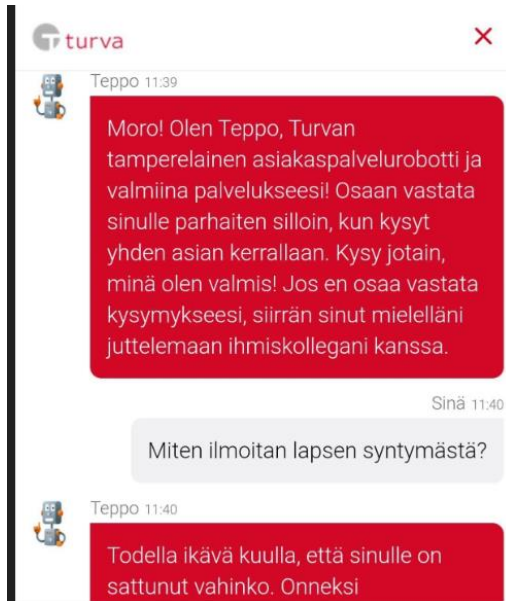 turva
Teppo 11:39
Moro! Olen Teppo, Turvan
tamperelainen asiakaspalvelurobotti ja
valmiina palvelukseesi! Osaan vastata
sinulle parhaiten silloin, kun kysyt
yhden asian kerrallaan. Kysy jotain,
minä olen valmis! Jos en osaa vastata
kysymykseesi, siirrän sinut mielelläni
juttelemaan ihmiskollegani kanssa.
Sinä 11:40
Miten ilmoitan lapsen syntymästä?
Teppo 11:40
Todella ikävä kuulla, että sinulle on
sattunut vahinko. Onneksi